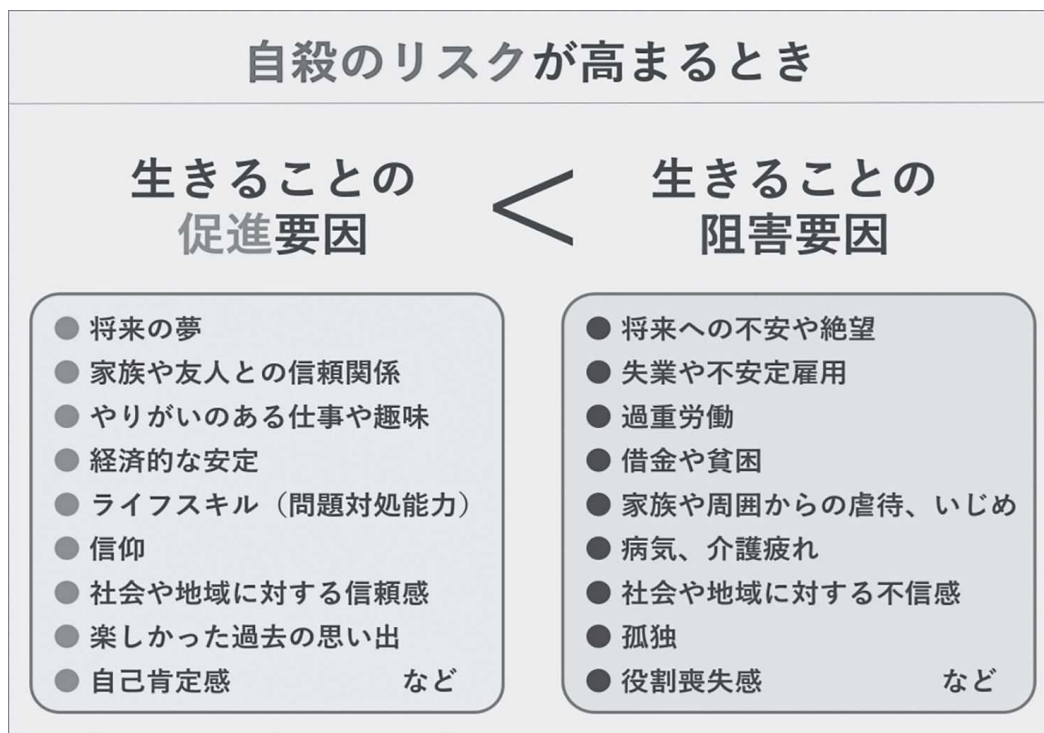 自殺のリスクが高まるとき
生きることの
促進要因
<
生きることの
阻害要因
● 将来の夢
● 家族や友人との信頼関係
● やりがいのある仕事や趣味
● 経済的な安定
● ライフスキル（問題対処能力）
● 信仰
● 社会や地域に対する信頼感
● 楽しかった過去の思い出
● 自己肯定感 など
● 将来への不安や絶望
● 失業や不安定雇用
● 過重労働
● 借金や貧困
● 家族や周囲からの虐待、いじめ
● 病気、介護疲れ
● 社会や地域に対する不信感
● 孤独
● 役割喪失感 など